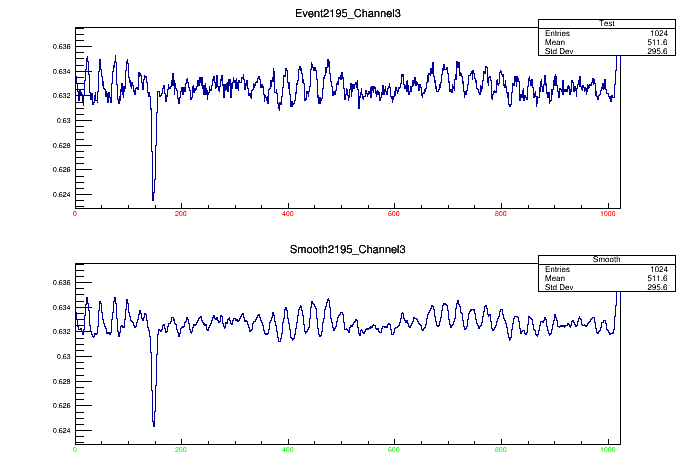 Event2195_Channel3
Test
Entries 1024
Mean 511.6
Std Dev 295.6
0.636
0.634
0.632
0.63
0.628
0.626
0.624
0 200 400 600 800 1000
Smooth2195_Channel3
Smooth
Entries 1024
Mean 511.6
Std Dev 295.6
0.636
0.634
0.632
0.63
0.628
0.626
0.624
0 200 400 600 800 1000